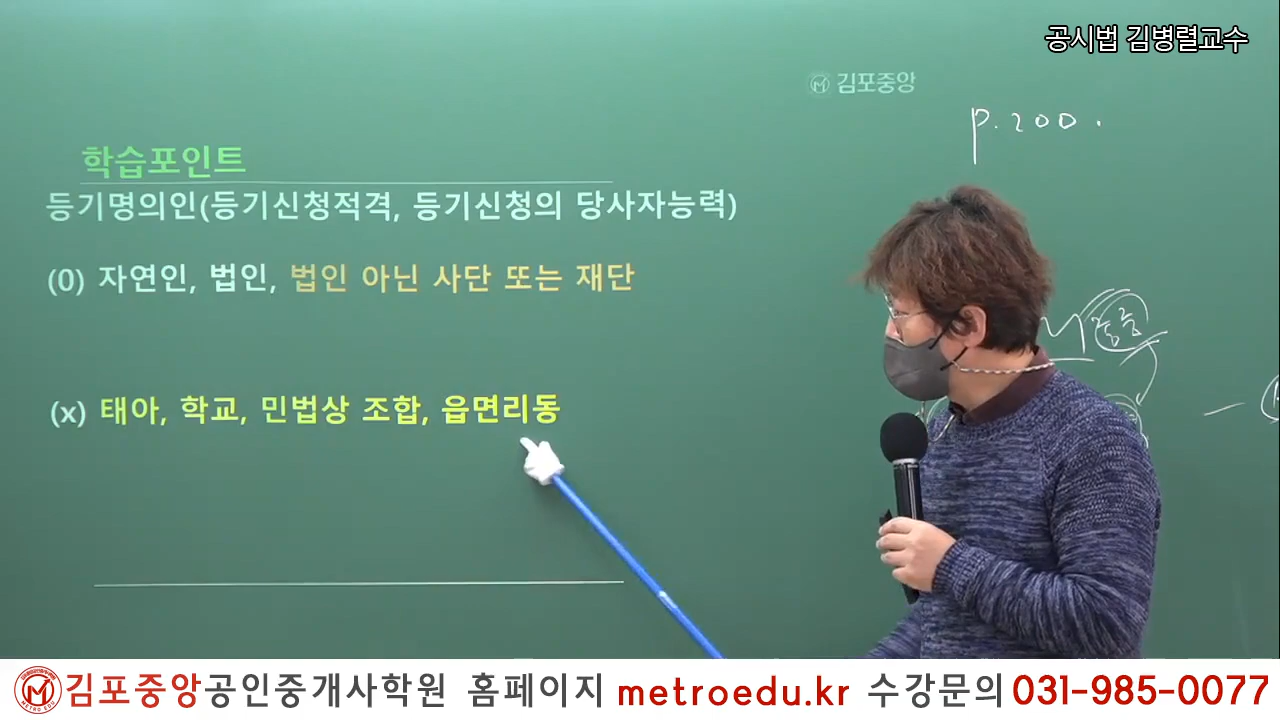 공시법 김병렬교수
김포중앙
p. 200.
학습포인트
등기명의인(등기신청적격, 등기신청의 당사자능력)
(0) 자연인, 법인, 법인 아닌 사단 또는 재단
(x) 태아, 학교, 민법상 조합, 읍면리동
김포중앙공인중개사학원 홈페이지 metroedu.kr 수강문의 031-985-0077